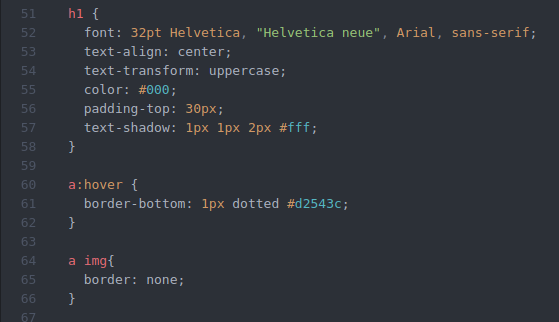 51 h1 {
52 font: 32pt Helvetica, "Helvetica neue", Arial, sans-serif;
53 text-align: center;
54 text-transform: uppercase;
55 color: #000;
56 padding-top: 30px;
57 text-shadow: 1px 1px 2px #fff;
58 }
59
60 a:hover {
61 border-bottom: 1px dotted #d2543c;
62 }
63
64 a img{
65 border: none;
66 }
67